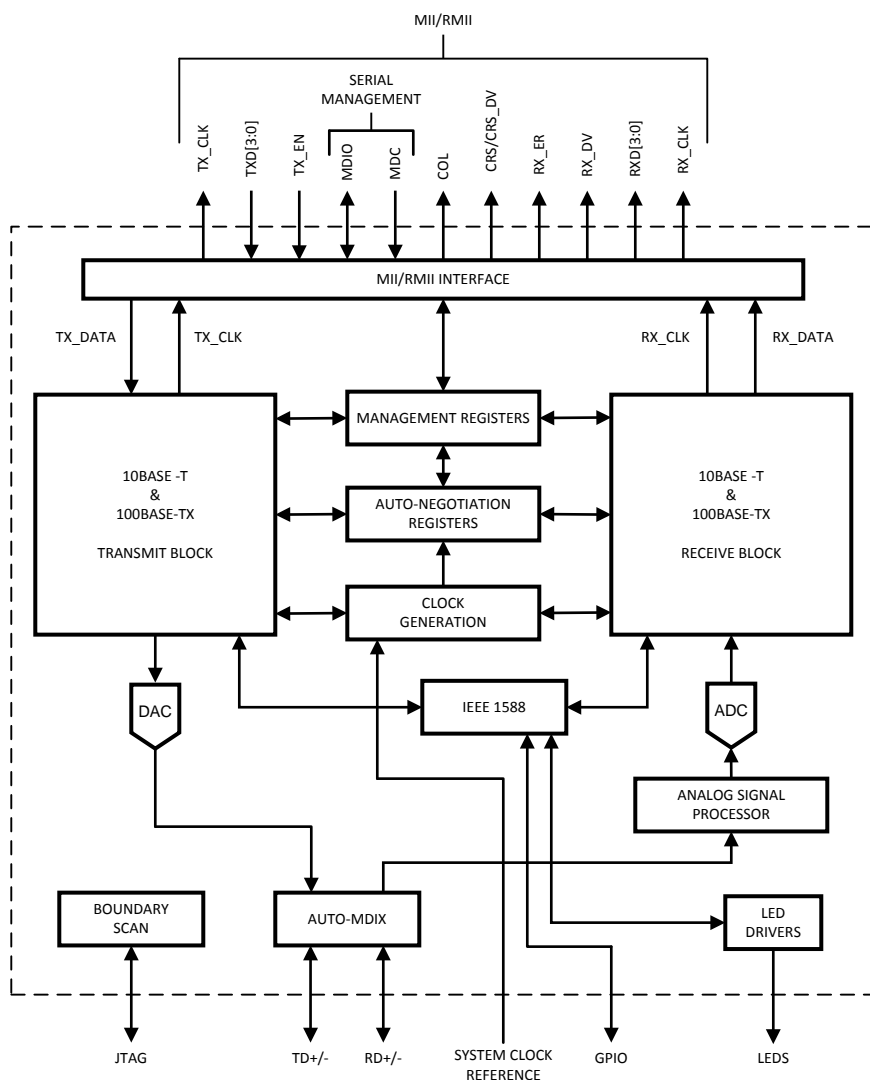 MII/RMII
SERIAL
MANAGEMENT
TX_CLK
TXD[3:0]
TX_EN
MDIO
MDC
COL
CRS/CRS_DV
RX_ER
RX_DV
RXD[3:0]
RX_CLK
MII/RMII INTERFACE
TX_DATA
TX_CLK
RX_CLK
RX_DATA
10BASE -T
&
100BASE-TX
TRANSMIT BLOCK
MANAGEMENT REGISTERS
AUTO-NEGOTIATION
REGISTERS
CLOCK
GENERATION
10BASE -T
&
100BASE-TX
RECEIVE BLOCK
DAC
IEEE 1588
ADC
ANALOG SIGNAL
PROCESSOR
BOUNDARY
SCAN
AUTO-MDIX
LED
DRIVERS
JTAG
TD+/-
RD+/-
SYSTEM CLOCK
REFERENCE
GPIO
LEDS